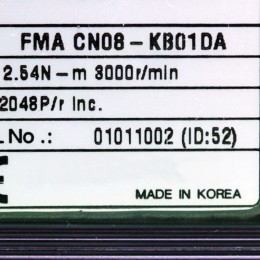 FMA CN08-KB01DA
2.54N-m 3000r/min
2048P/r Inc.
No.: 01011002 (ID:52)
MADE IN KOREA